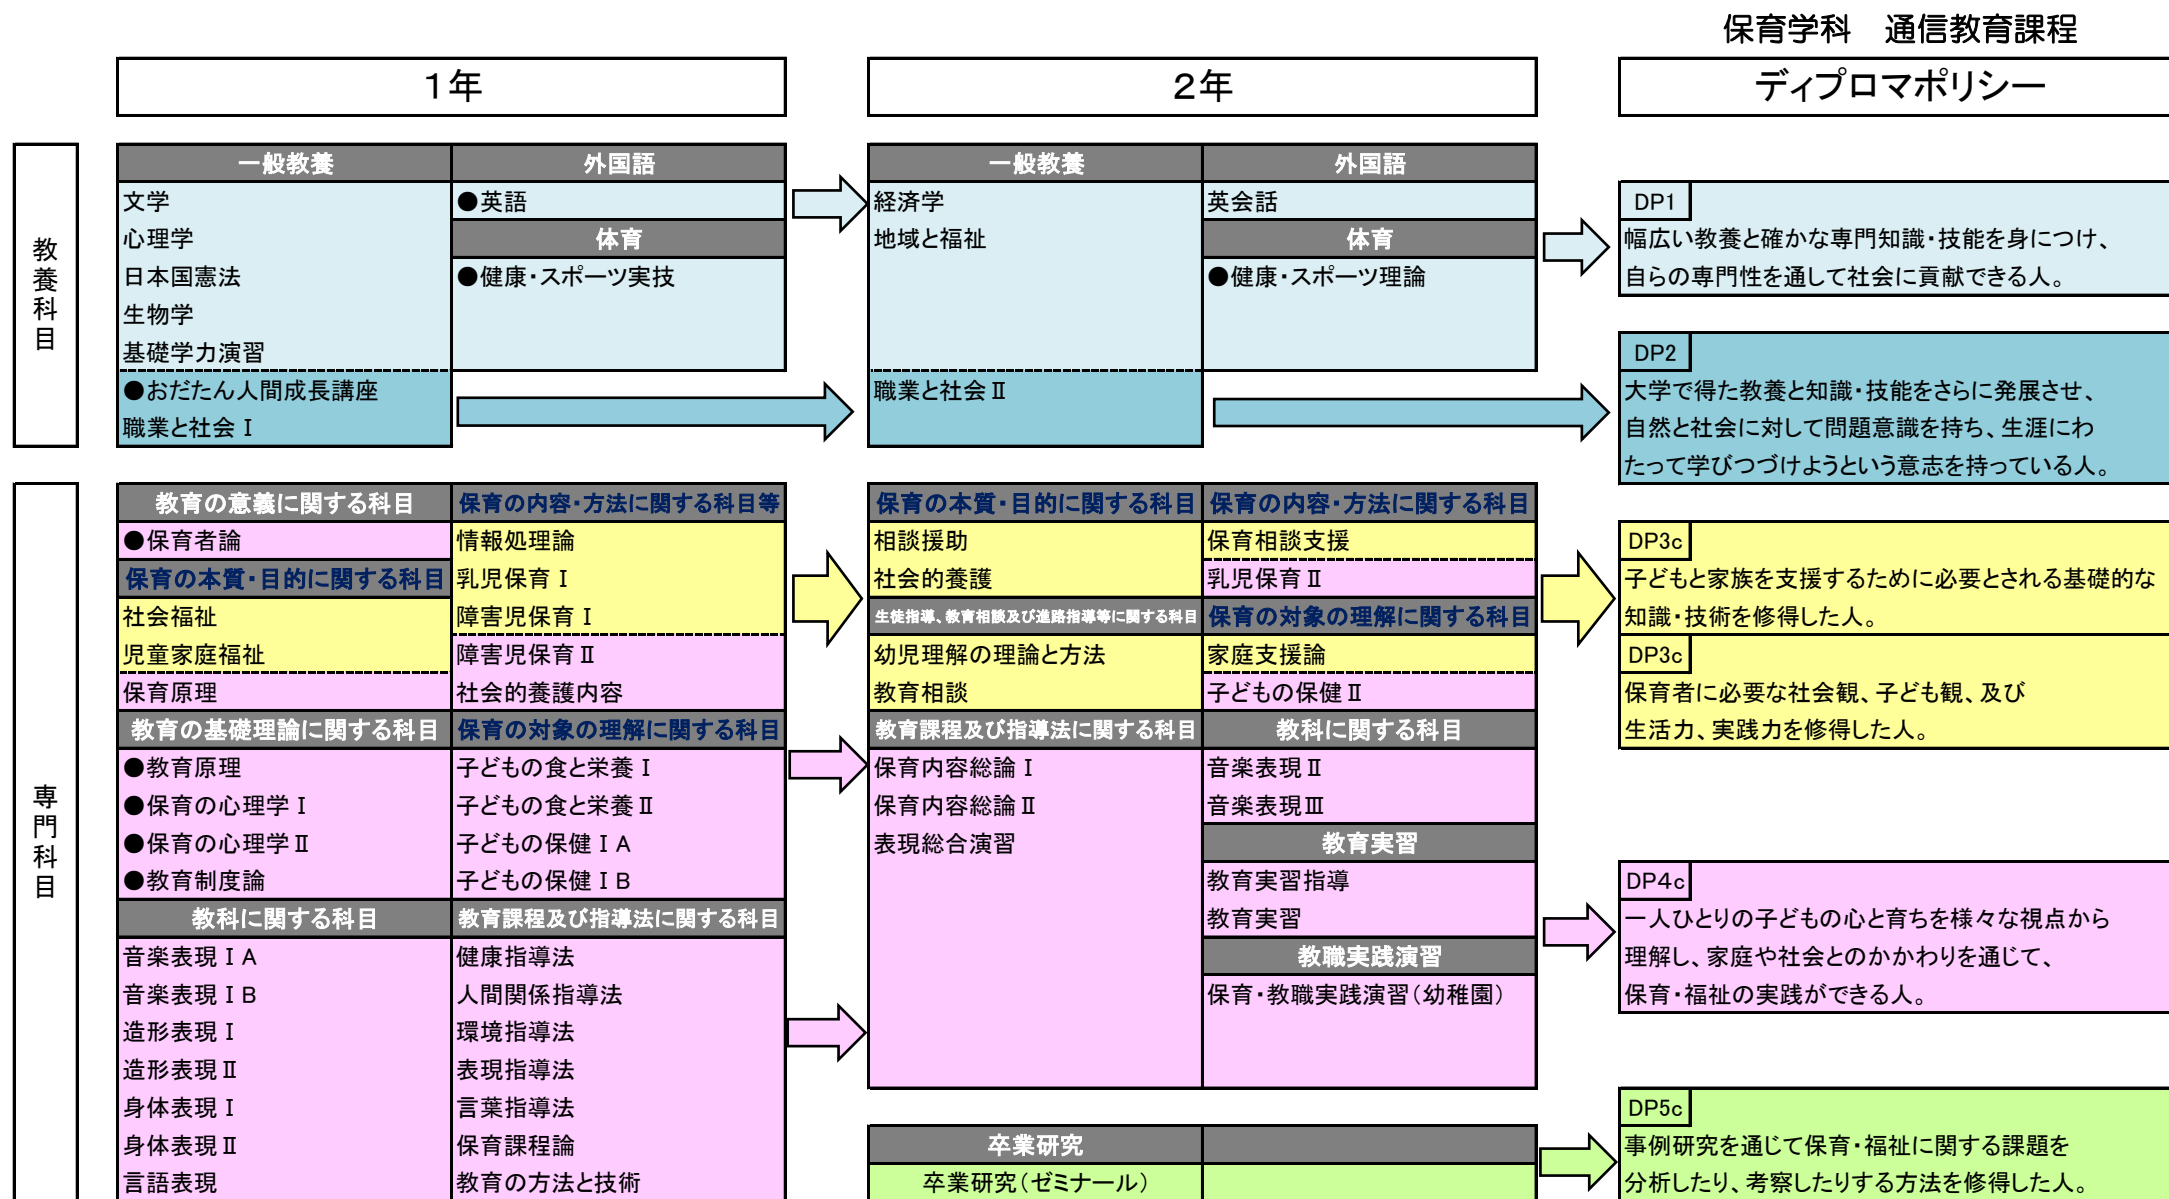 保育学科　通信教育課程
１年
２年
ディプロマポリシー
教養科目
一般教養
文学
心理学
日本国憲法
生物学
基礎学力演習
●おだたん人間成長講座
職業と社会Ⅰ
外国語
●英語
体育
●健康・スポーツ実技
一般教養
経済学
地域と福祉
職業と社会Ⅱ
外国語
英会話
体育
●健康・スポーツ理論
DP1
幅広い教養と確かな専門知識・技能を身につけ、
自らの専門性を通して社会に貢献できる人。
DP2
大学で得た教養と知識・技能をさらに発展させ、
自然と社会に対して問題意識を持ち、生涯にわ
たって学びつづけようという意志を持っている人。
専門科目
教育の意義に関する科目
●保育者論
保育の本質・目的に関する科目
社会福祉
児童家庭福祉
保育原理
教育の基礎理論に関する科目
●教育原理
●保育の心理学Ⅰ
●保育の心理学Ⅱ
●教育制度論
教科に関する科目
音楽表現ⅠA
音楽表現ⅠB
造形表現Ⅰ
造形表現Ⅱ
身体表現Ⅰ
身体表現Ⅱ
言語表現
保育の内容・方法に関する科目等
情報処理論
乳児保育Ⅰ
障害児保育Ⅰ
障害児保育Ⅱ
社会的養護内容
保育の対象の理解に関する科目
子どもの食と栄養Ⅰ
子どもの食と栄養Ⅱ
子どもの保健ⅠA
子どもの保健ⅠB
教育課程及び指導法に関する科目
健康指導法
人間関係指導法
環境指導法
表現指導法
言葉指導法
保育課程論
教育の方法と技術
保育の本質・目的に関する科目
相談援助
社会的養護
生徒指導、教育相談及び進路指導等に関する科目
幼児理解の理論と方法
教育相談
教育課程及び指導法に関する科目
保育内容総論Ⅰ
保育内容総論Ⅱ
表現総合演習
保育の内容・方法に関する科目
保育相談支援
乳児保育Ⅱ
保育の対象の理解に関する科目
家庭支援論
子どもの保健Ⅱ
教科に関する科目
音楽表現Ⅱ
音楽表現Ⅲ
教育実習
教育実習指導
教育実習
教職実践演習
保育・教職実践演習（幼稚園）
卒業研究
卒業研究（ゼミナール）
DP3c
子どもと家族を支援するために必要とされる基礎的な
知識・技術を修得した人。
DP3c
保育者に必要な社会観、子ども観、及び
生活力、実践力を修得した人。
DP4c
一人ひとりの子どもの心と育ちを様々な視点から
理解し、家庭や社会とのかかわりを通じて、
保育・福祉の実践ができる人。
DP5c
事例研究を通じて保育・福祉に関する課題を
分析したり、考察したりする方法を修得した人。